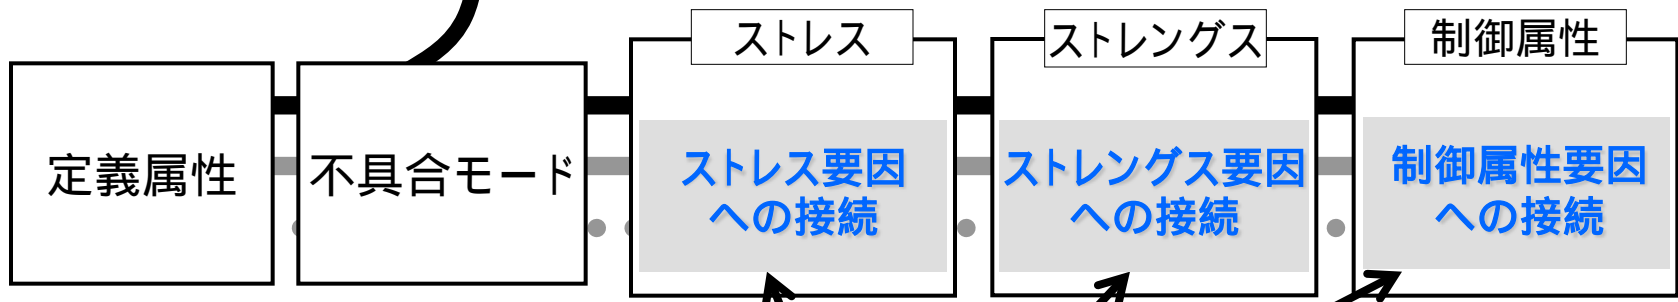 ストレス
ストレングス
制御属性
定義属性
不具合モード
ストレス要因
への接続
ストレングス要因
への接続
制御属性要因
への接続